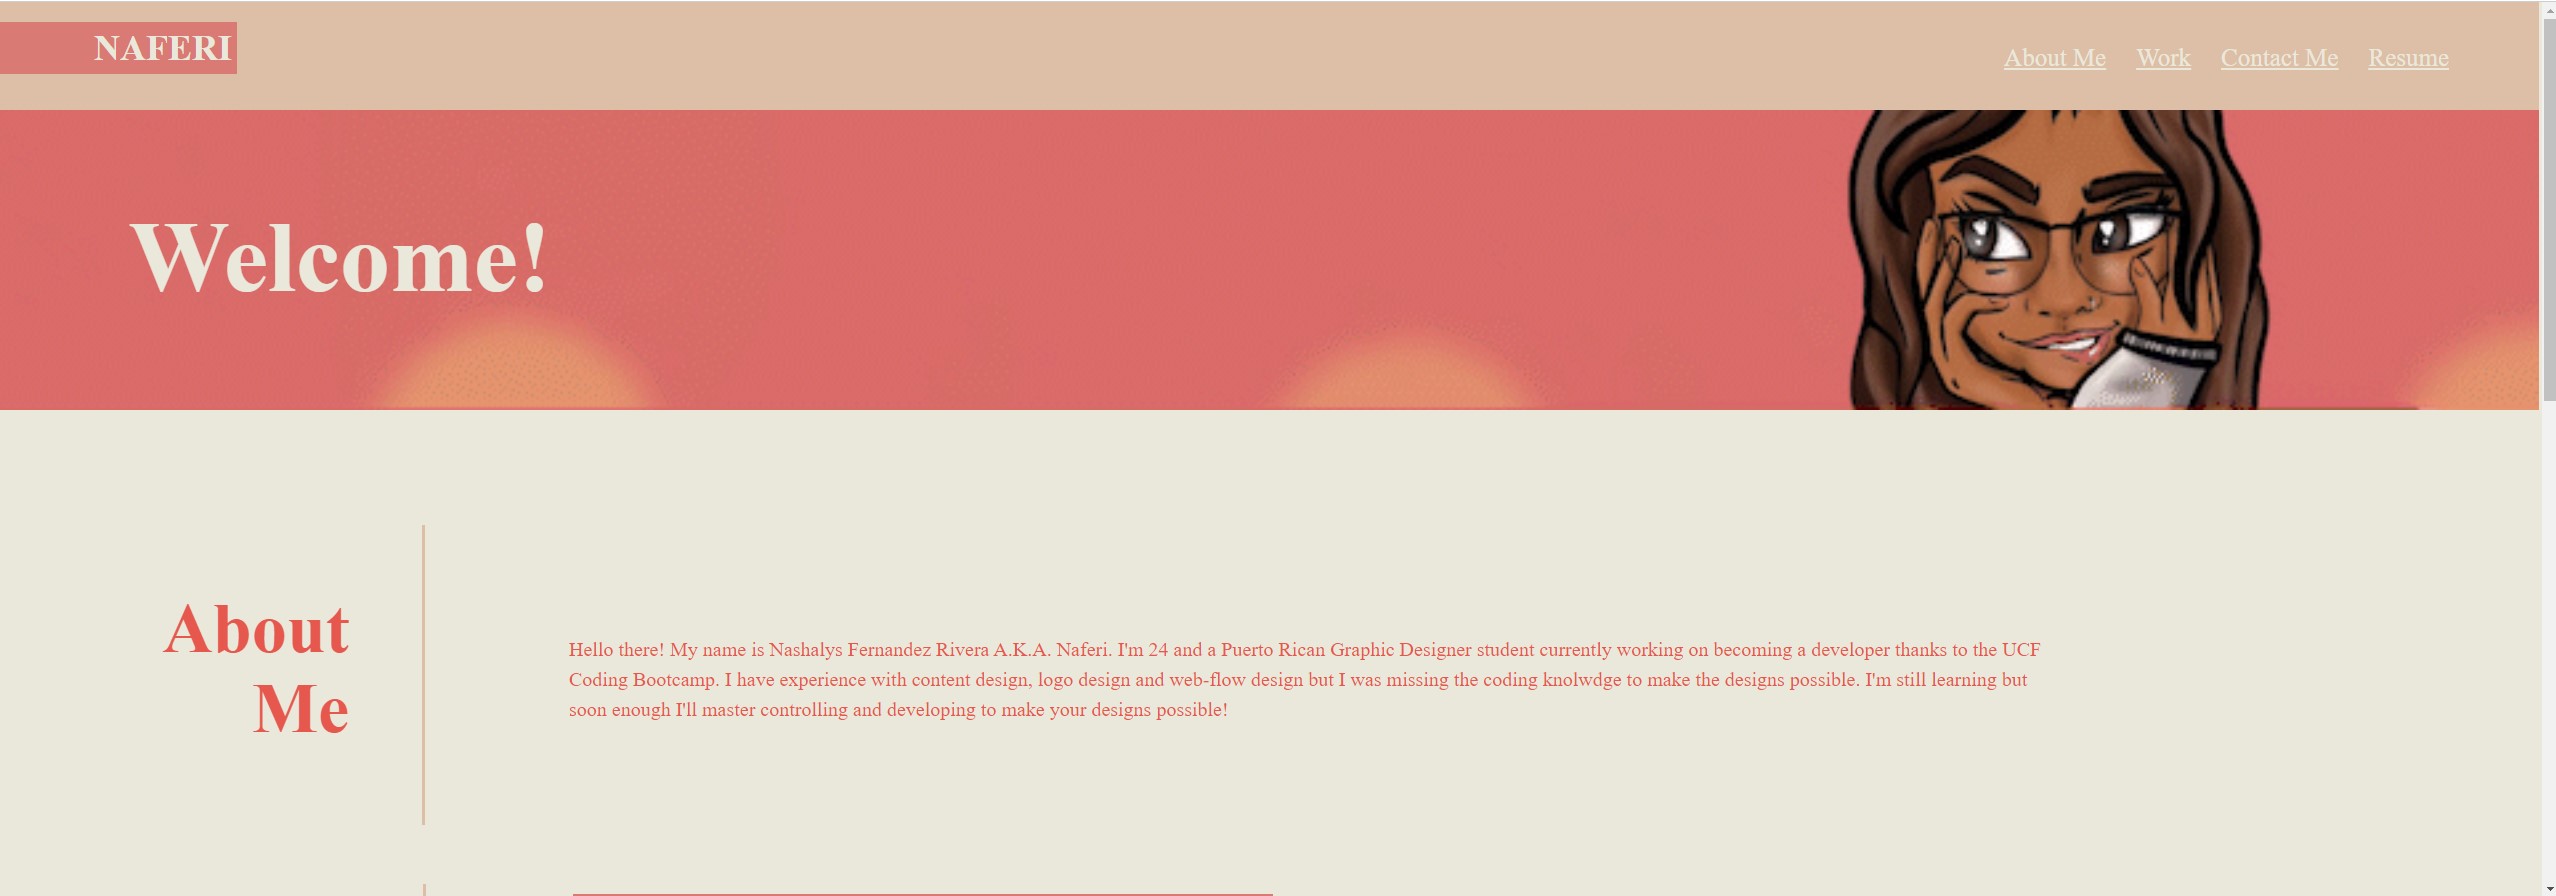 NAFERI
About Me Work Contact Me Resume
Welcome!
About
Me
Hello there! My name is Nashalys Fernandez Rivera A.K.A. Naferi. I'm 24 and a Puerto Rican Graphic Designer student currently working on becoming a developer thanks to the UCF
Coding Bootcamp. I have experience with content design, logo design and web-flow design but I was missing the coding knolwdge to make the designs possible. I'm still learning but
soon enough I'll master controlling and developing to make your designs possible!